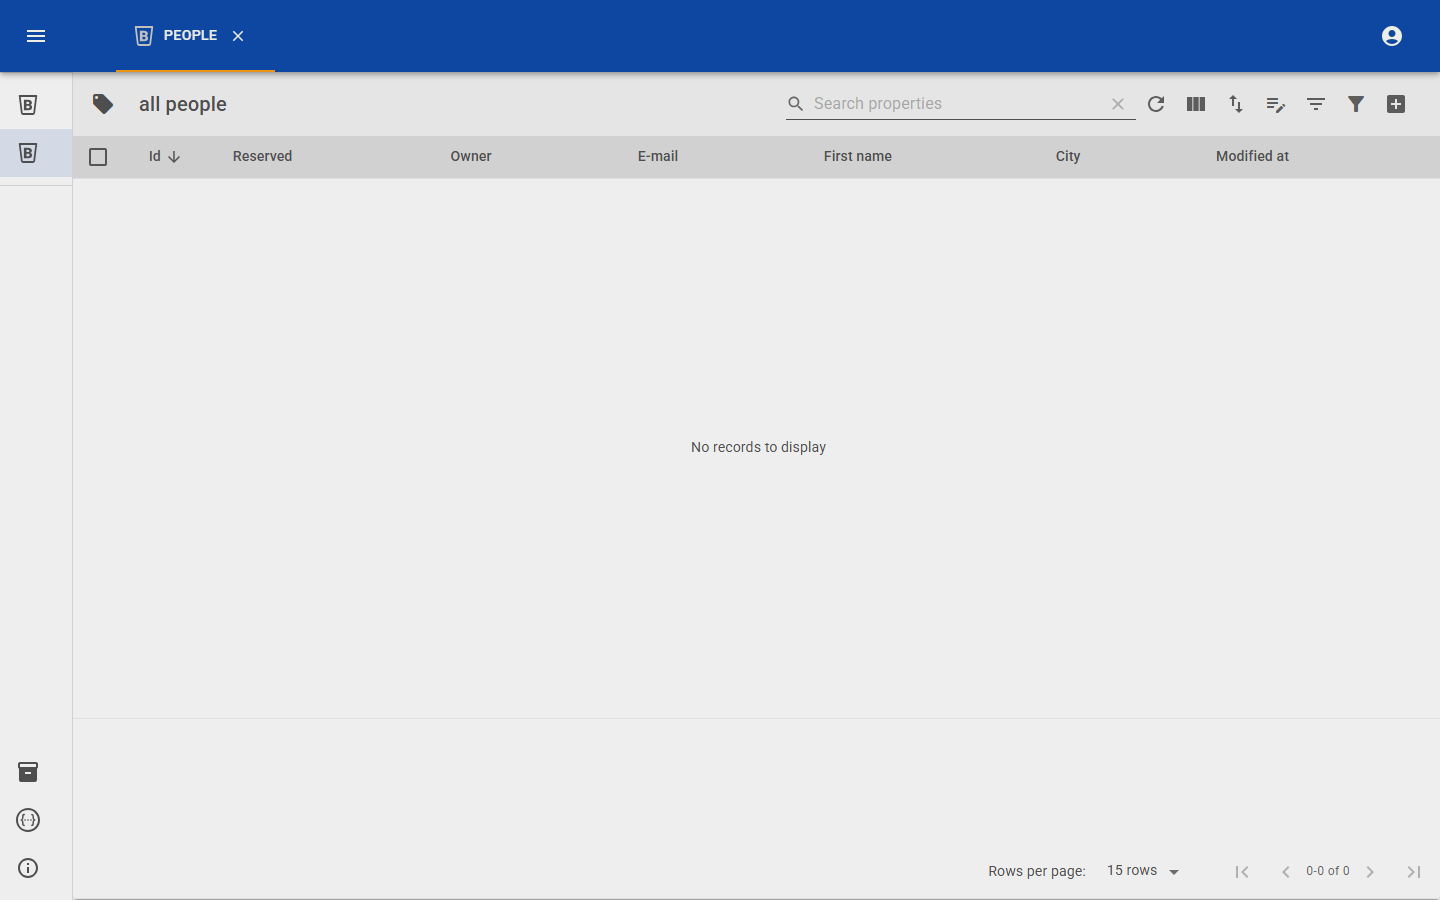 PEOPLE
all people
Search properties
Id Reserved Owner E-mail First name City Modified at
No records to display
Rows per page: 15 rows 0-0 of 0